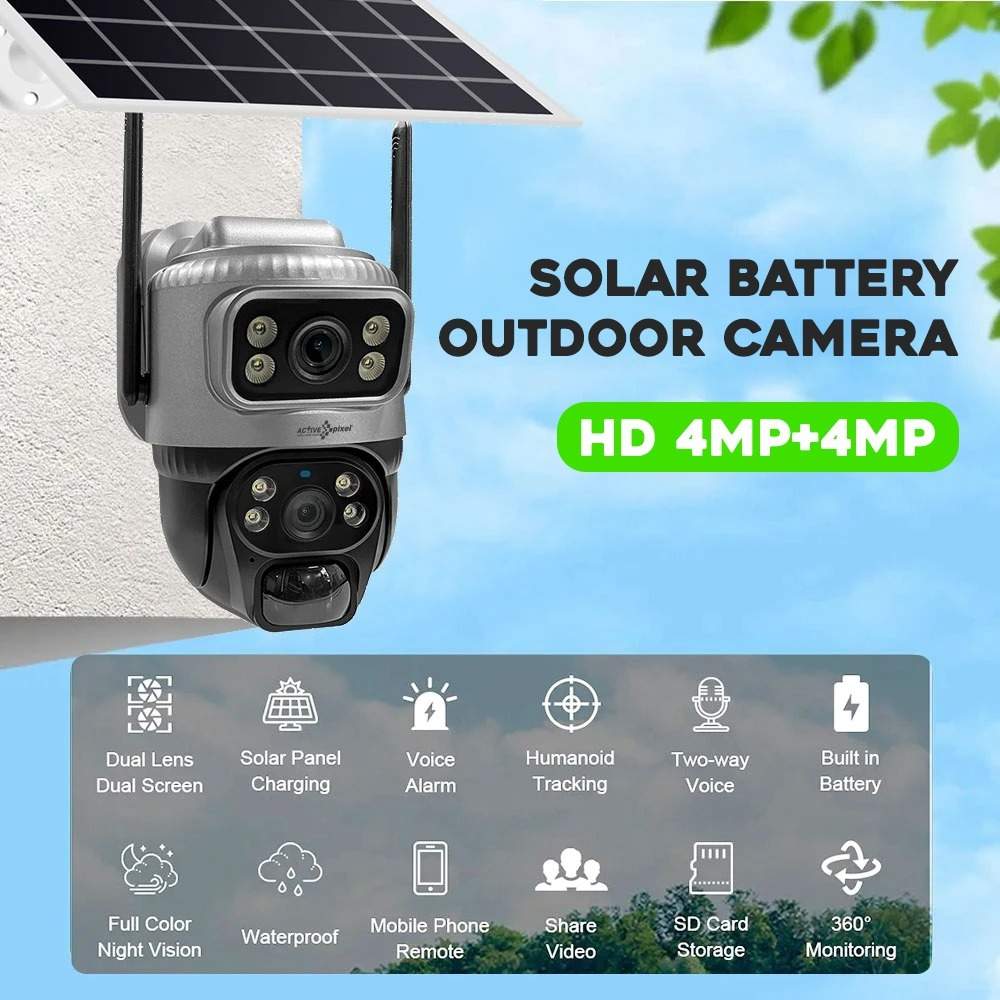 SOLAR BATTERY
OUTDOOR CAMERA
HD 4MP+4MP
ACTIVE pixel
Dual Lens
Dual Screen
Solar Panel
Charging
Voice
Alarm
Humanoid
Tracking
Two-way
Voice
Built in
Battery
Full Color
Night Vision
Waterproof
Mobile Phone
Remote
Share
Video
SD Card
Storage
360°
Monitoring